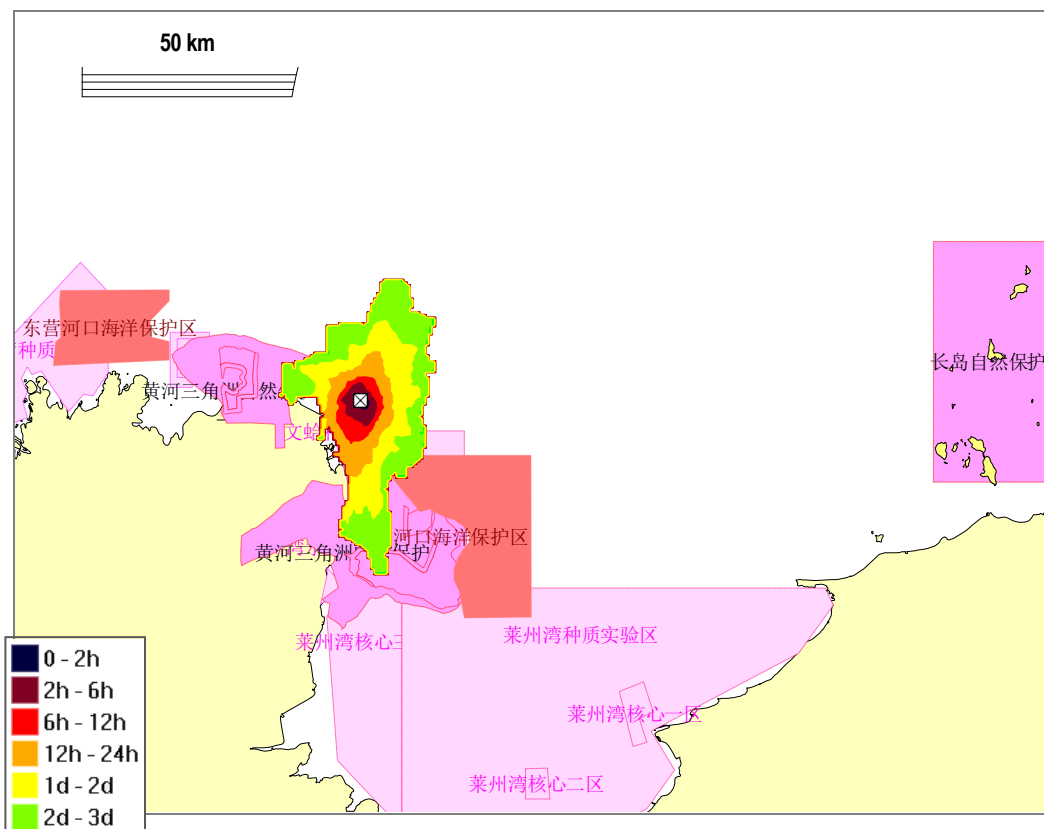 50 km
东营河口海洋保护区
种质
长岛自然保护
黄河三角洲 然
文蛤
河口海洋保护区
黄河三角洲 保护
莱州湾核心三
莱州湾种质实验区
莱州湾核心一区
莱州湾核心二区
0 - 2h
2h - 6h
6h - 12h
12h - 24h
1d - 2d
2d - 3d